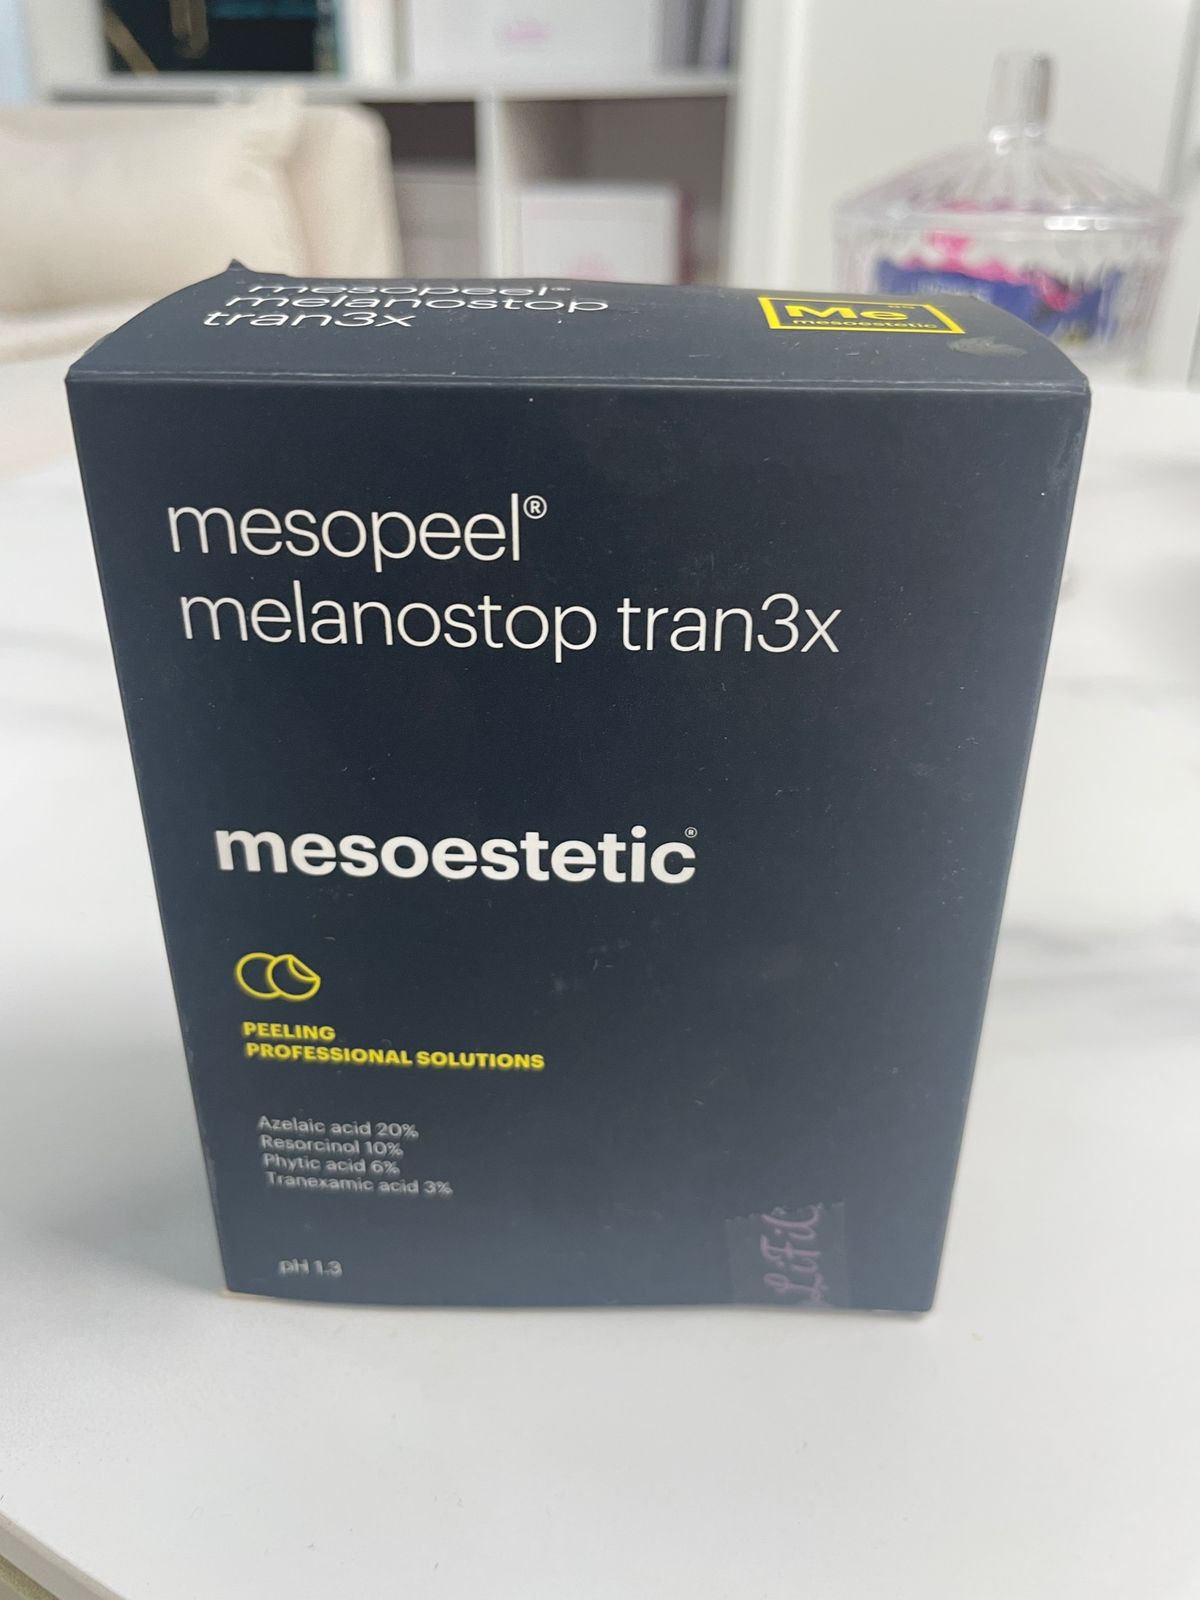 mesopeel®
melanostop
tran3x
Me
mesoestetic
mesopeel®
melanostop tran3x
mesoestetic®
PEELING
PROFESSIONAL SOLUTIONS
Azelaic acid 20%
Resorcinol 10%
Phytic acid 6%
Tranexamic acid 3%
pH 1.3
LiFil